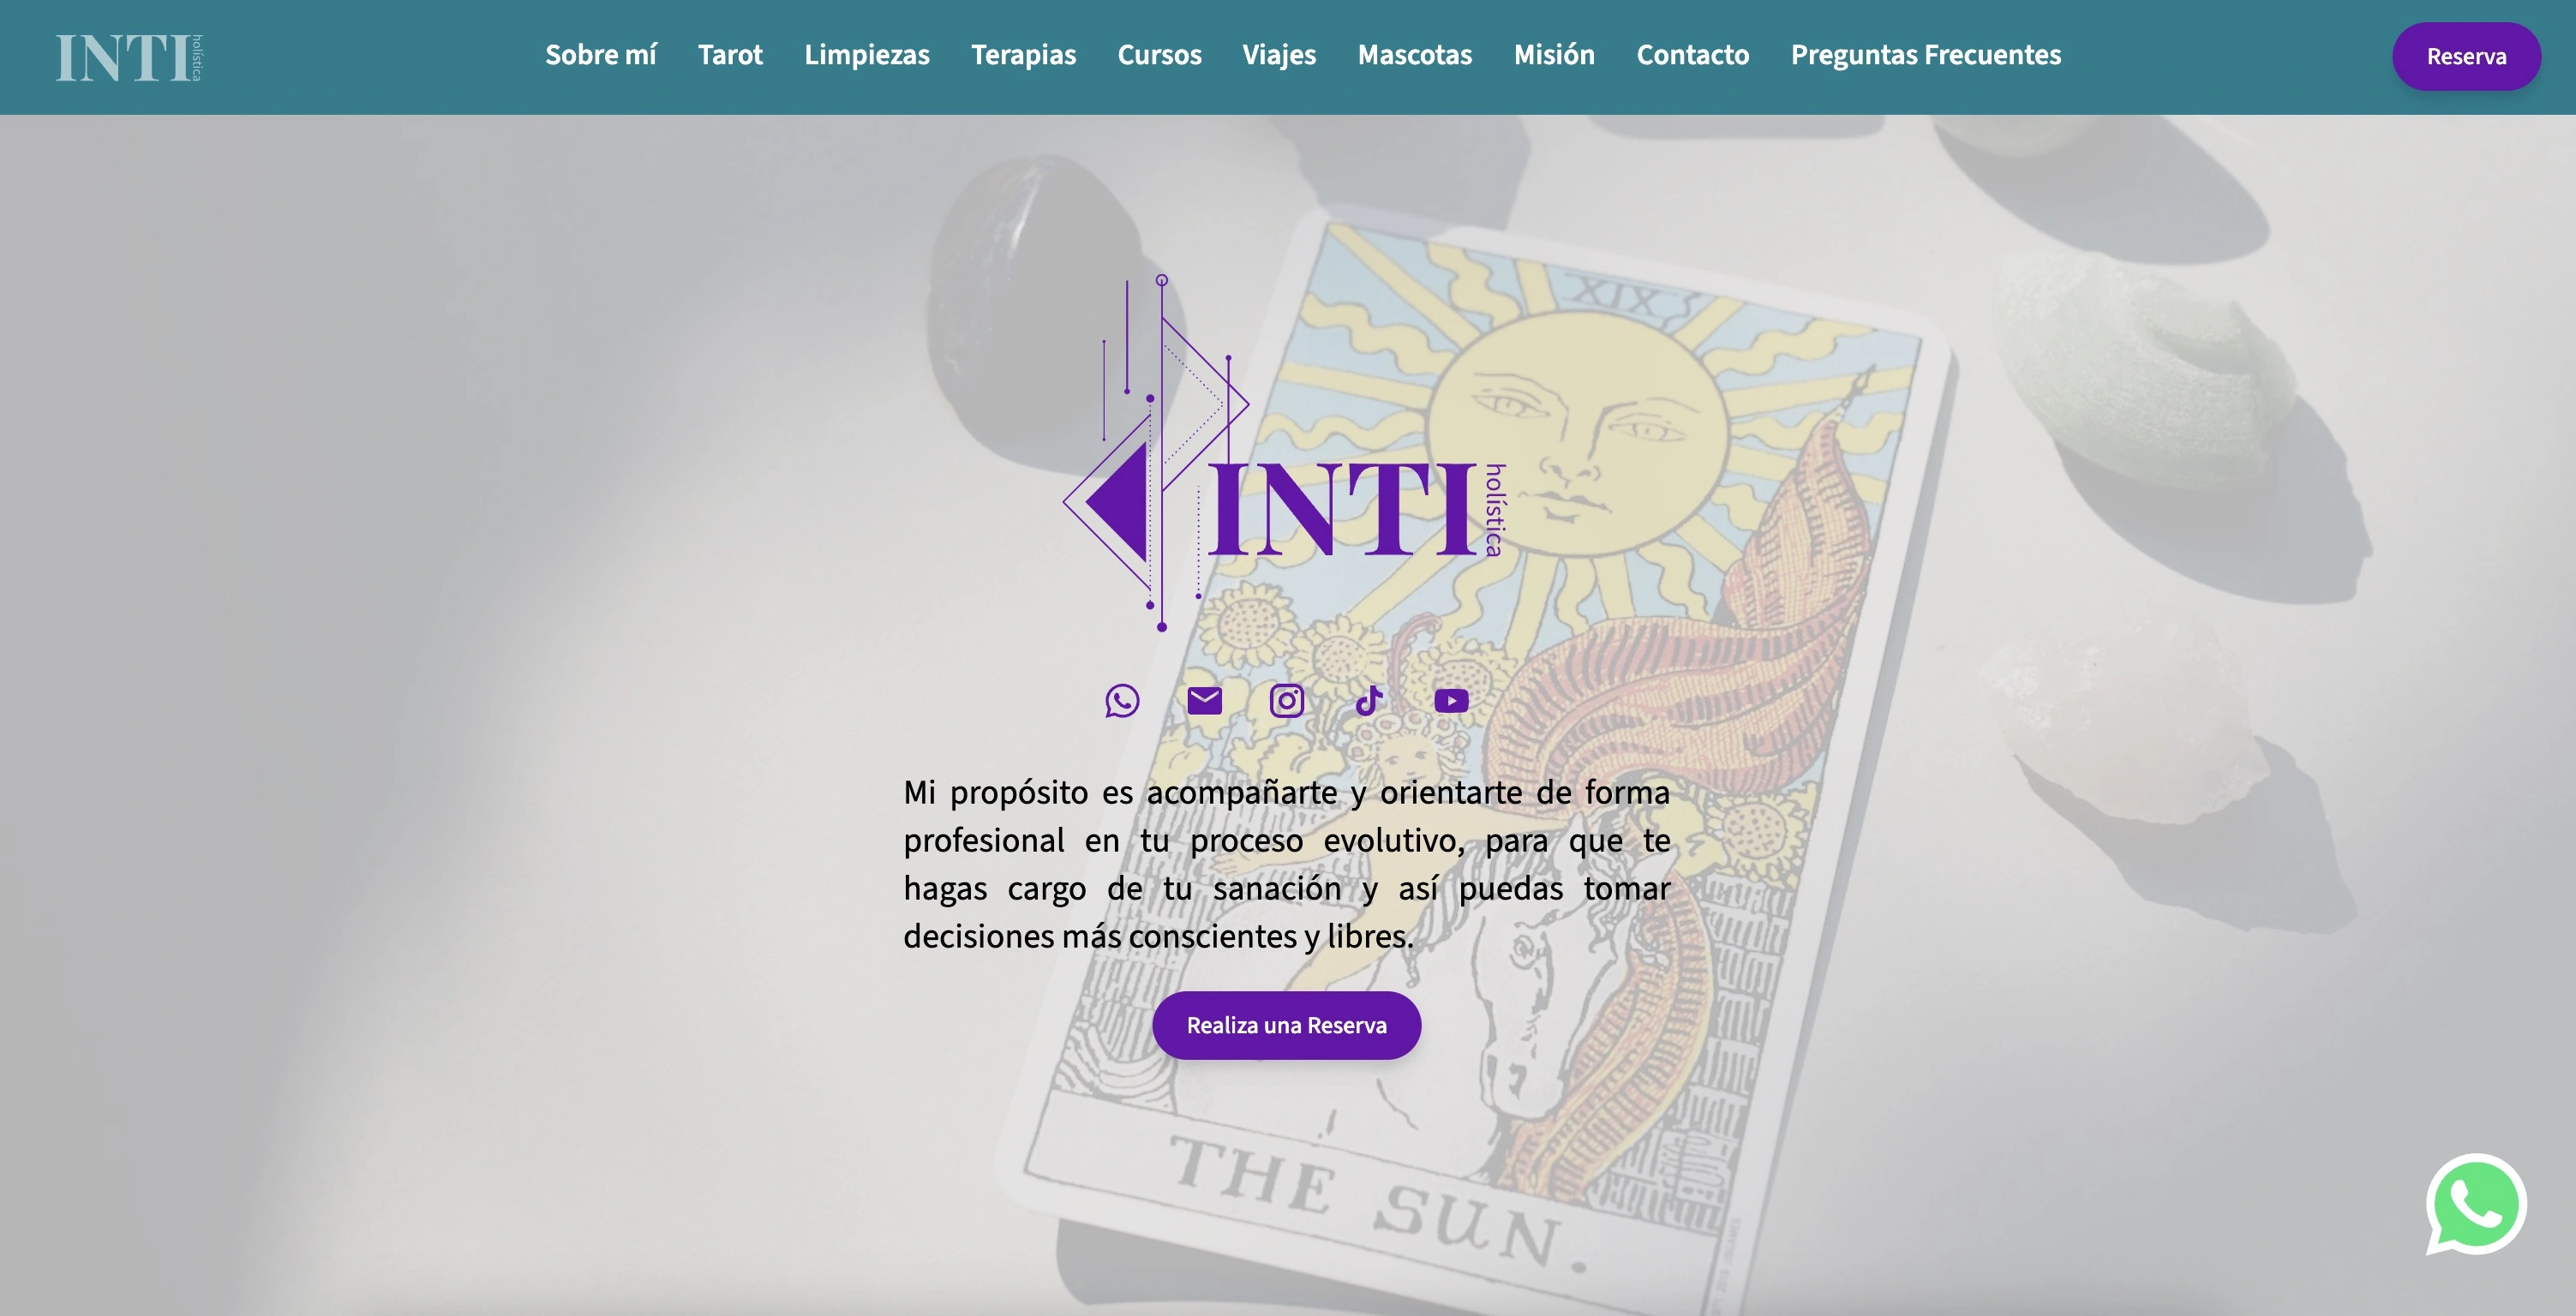 INTI holística
Sobre mí Tarot Limpiezas Terapias Cursos Viajes Mascotas Misión Contacto Preguntas Frecuentes Reserva
XIX
INTI holística
Mi propósito es acompañarte y orientarte de forma
profesional en tu proceso evolutivo, para que te
hagas cargo de tu sanación y así puedas tomar
decisiones más conscientes y libres.
Realiza una Reserva
THE SUN.